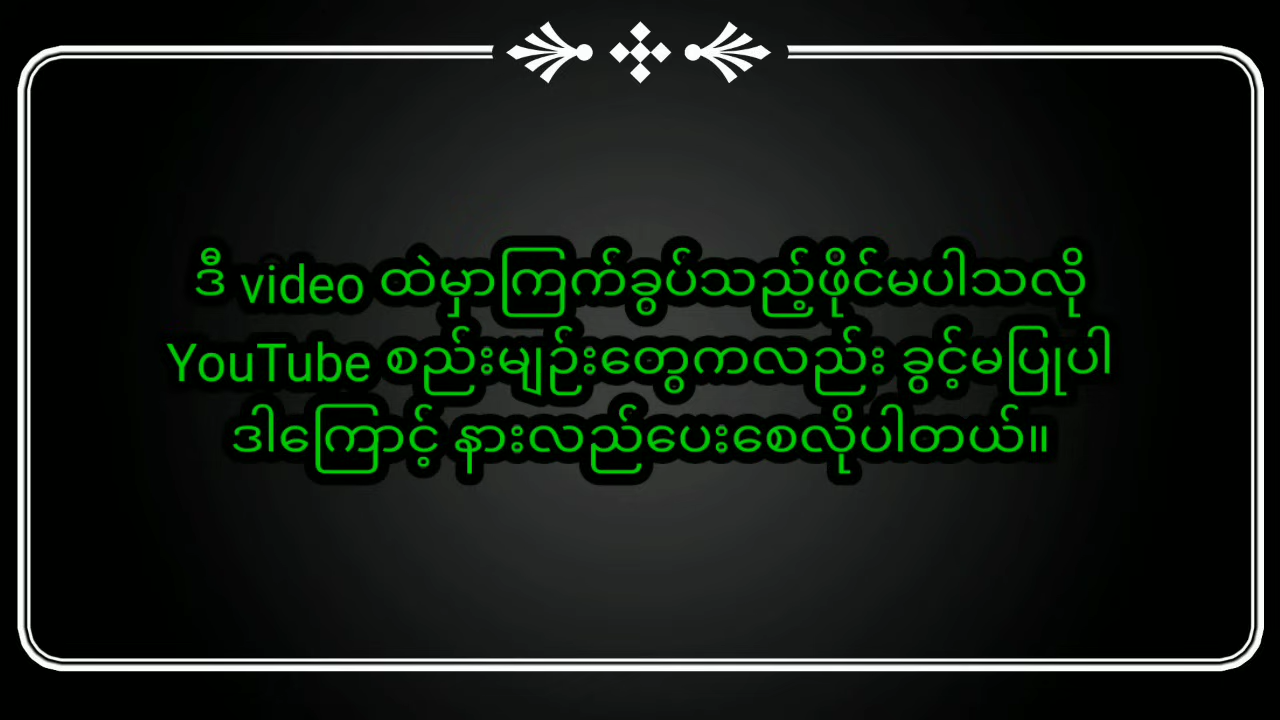 ဒီ video ထဲမှာကြက်ခွပ်သည့်ဖိုင်မပါသလို
YouTube စည်းမျဉ်းတွေကလည်း ခွင့်မပြုပါ
ဒါကြောင့် နားလည်ပေးစေလိုပါတယ်။